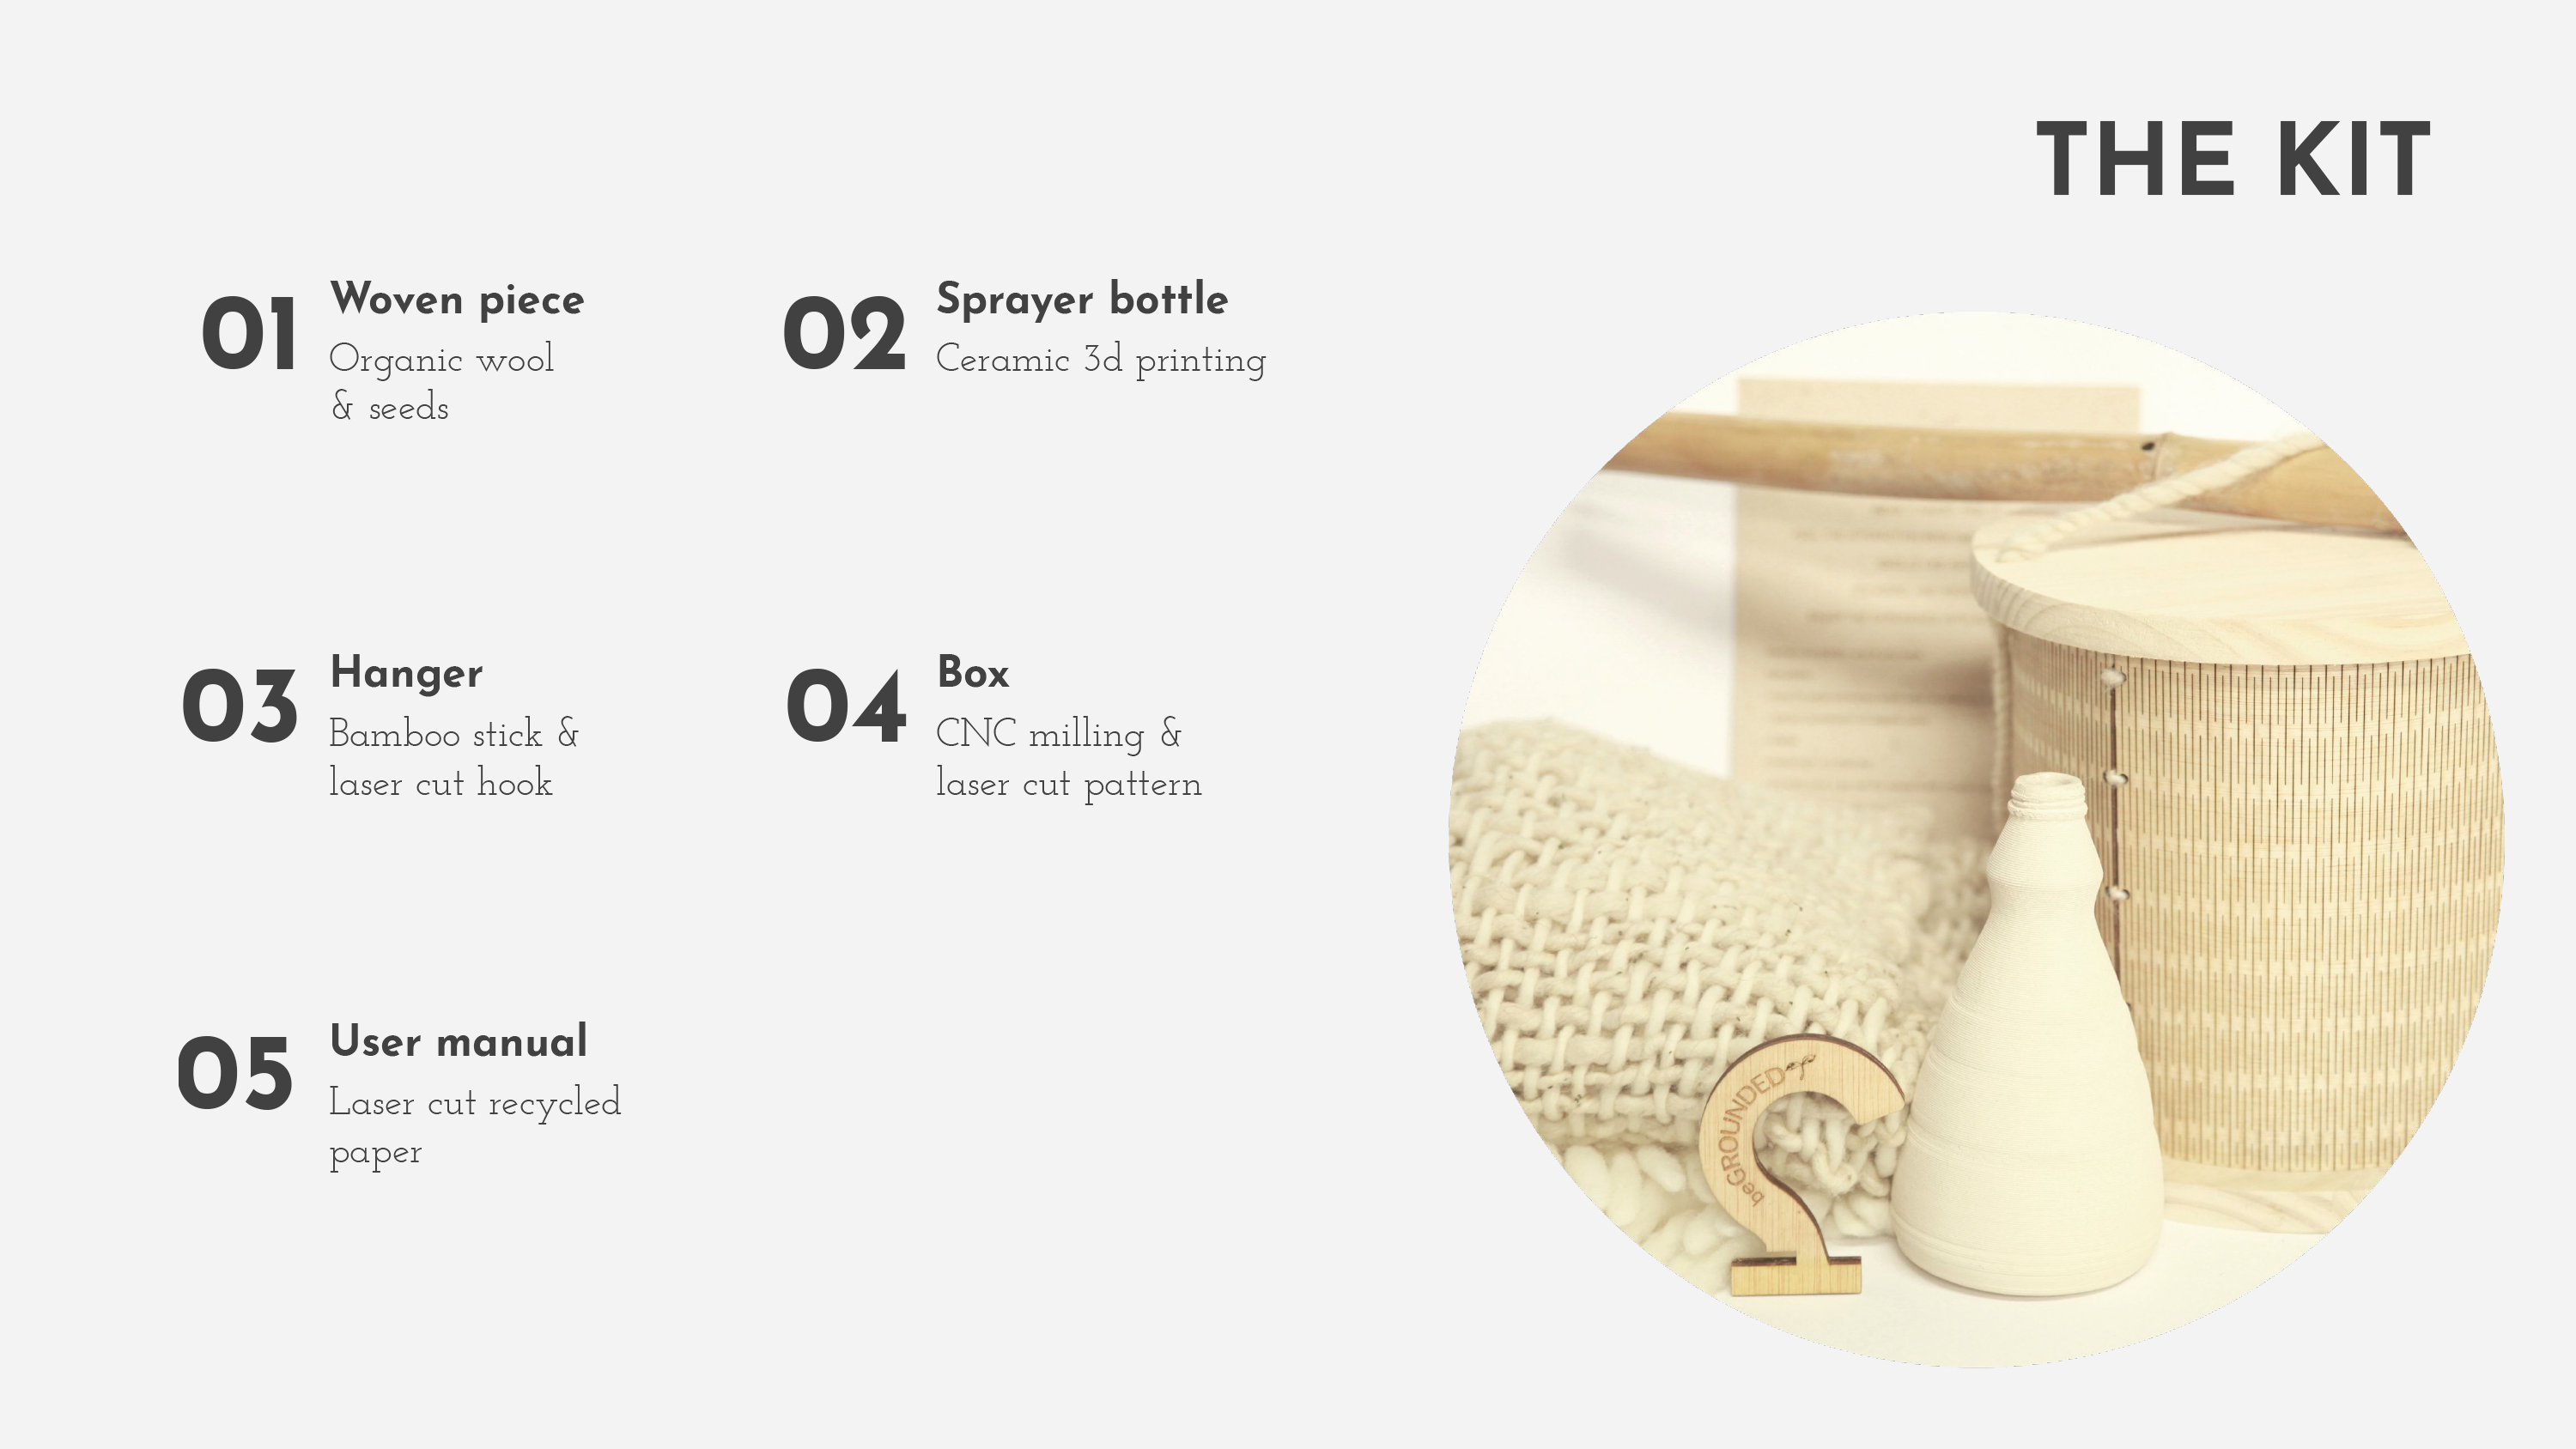 THE KIT
01
Woven piece
Organic wool
& seeds
02
Sprayer bottle
Ceramic 3d printing
03
Hanger
Bamboo stick &
laser cut hook
04
Box
CNC milling &
laser cut pattern
05
User manual
Laser cut recycled
paper
beGROUNDED